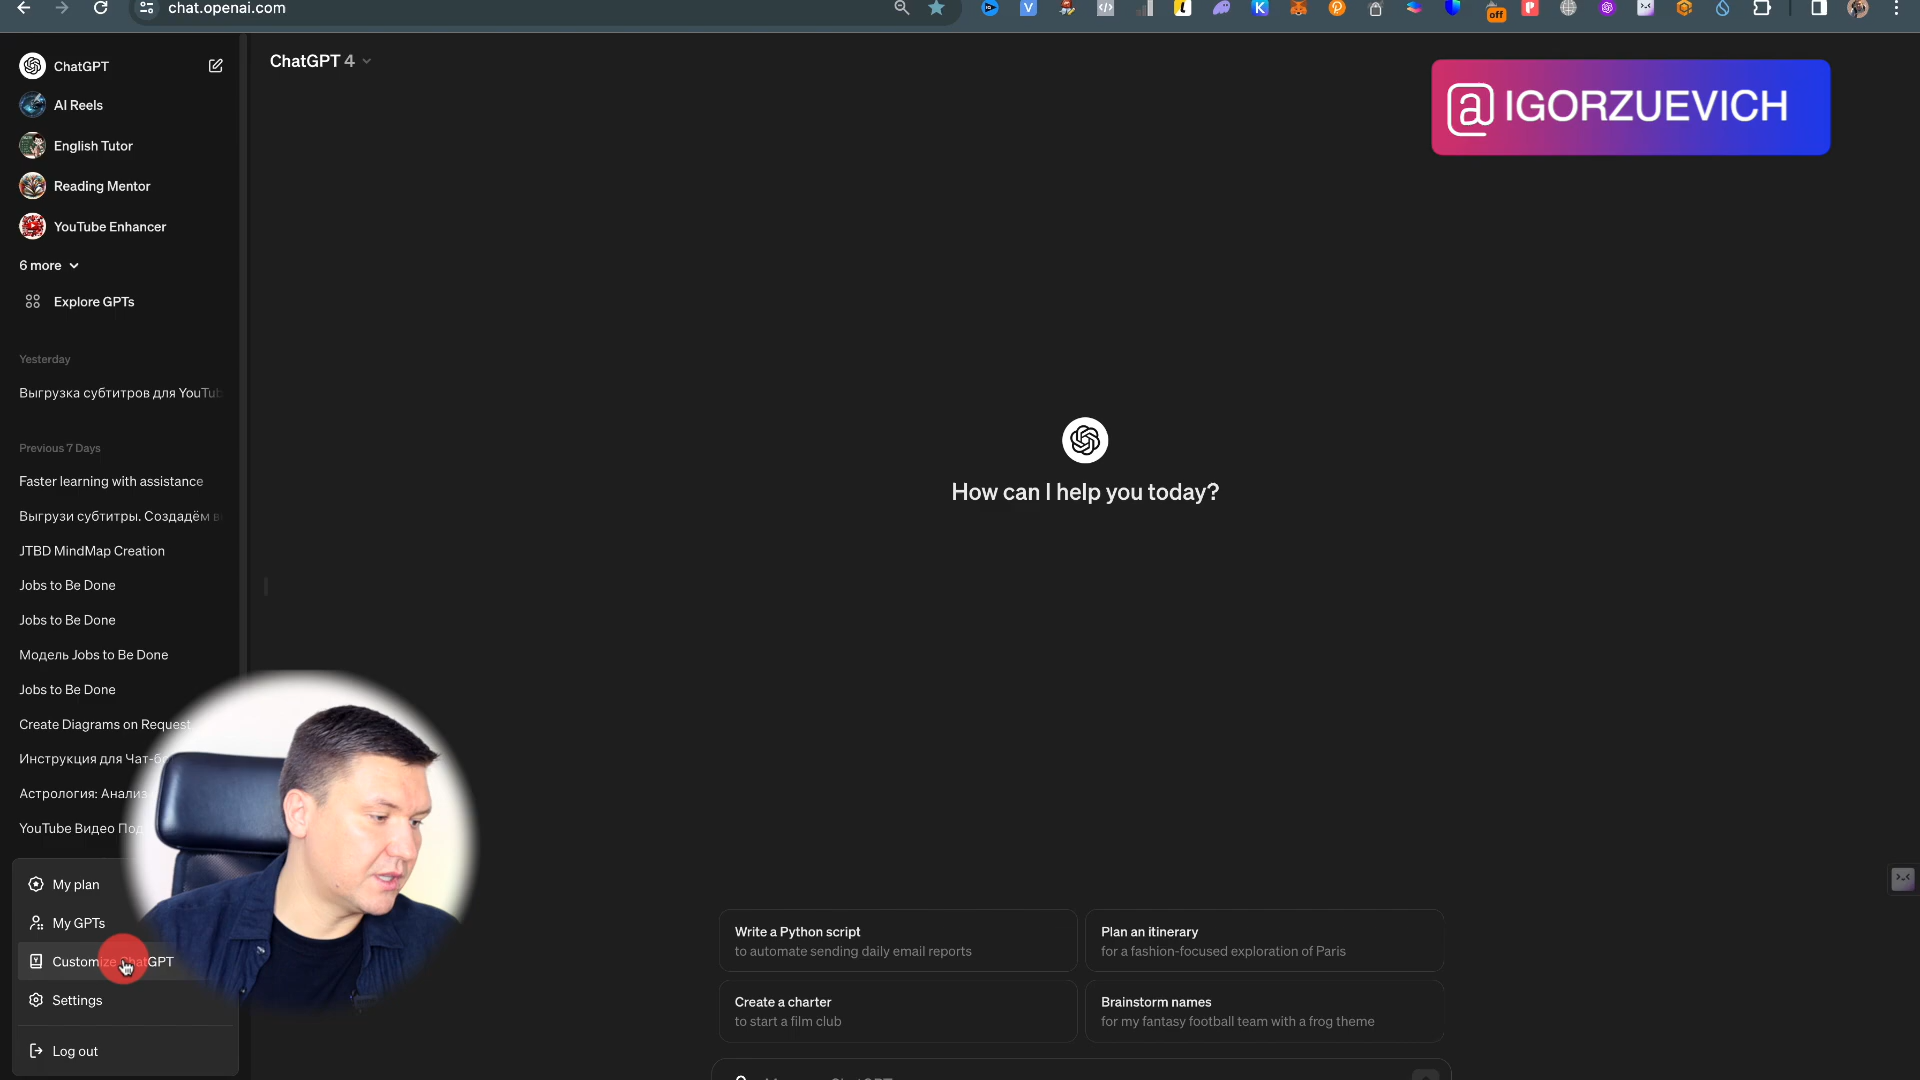 chat.openai.com
off
ChatGPT
AI Reels
English Tutor
Reading Mentor
YouTube Enhancer
6 more
Explore GPTs
Yesterday
Выгрузка субтитров для YouTub
Previous 7 Days
Faster learning with assistance
Выгрузи субтитры. Создадём в
JTBD MindMap Creation
Jobs to Be Done
Jobs to Be Done
Модель Jobs to Be Done
Jobs to Be Done
Create Diagrams on Request
Инструкция для Чат-б
Астрология: Анализ
YouTube Видео Под
My plan
My GPTs
Customize ChatGPT
Settings
Log out
ChatGPT 4
@IGORZUEVICH
How can I help you today?
Write a Python script
to automate sending daily email reports
Plan an itinerary
for a fashion-focused exploration of Paris
Create a charter
to start a film club
Brainstorm names
for my fantasy football team with a frog theme